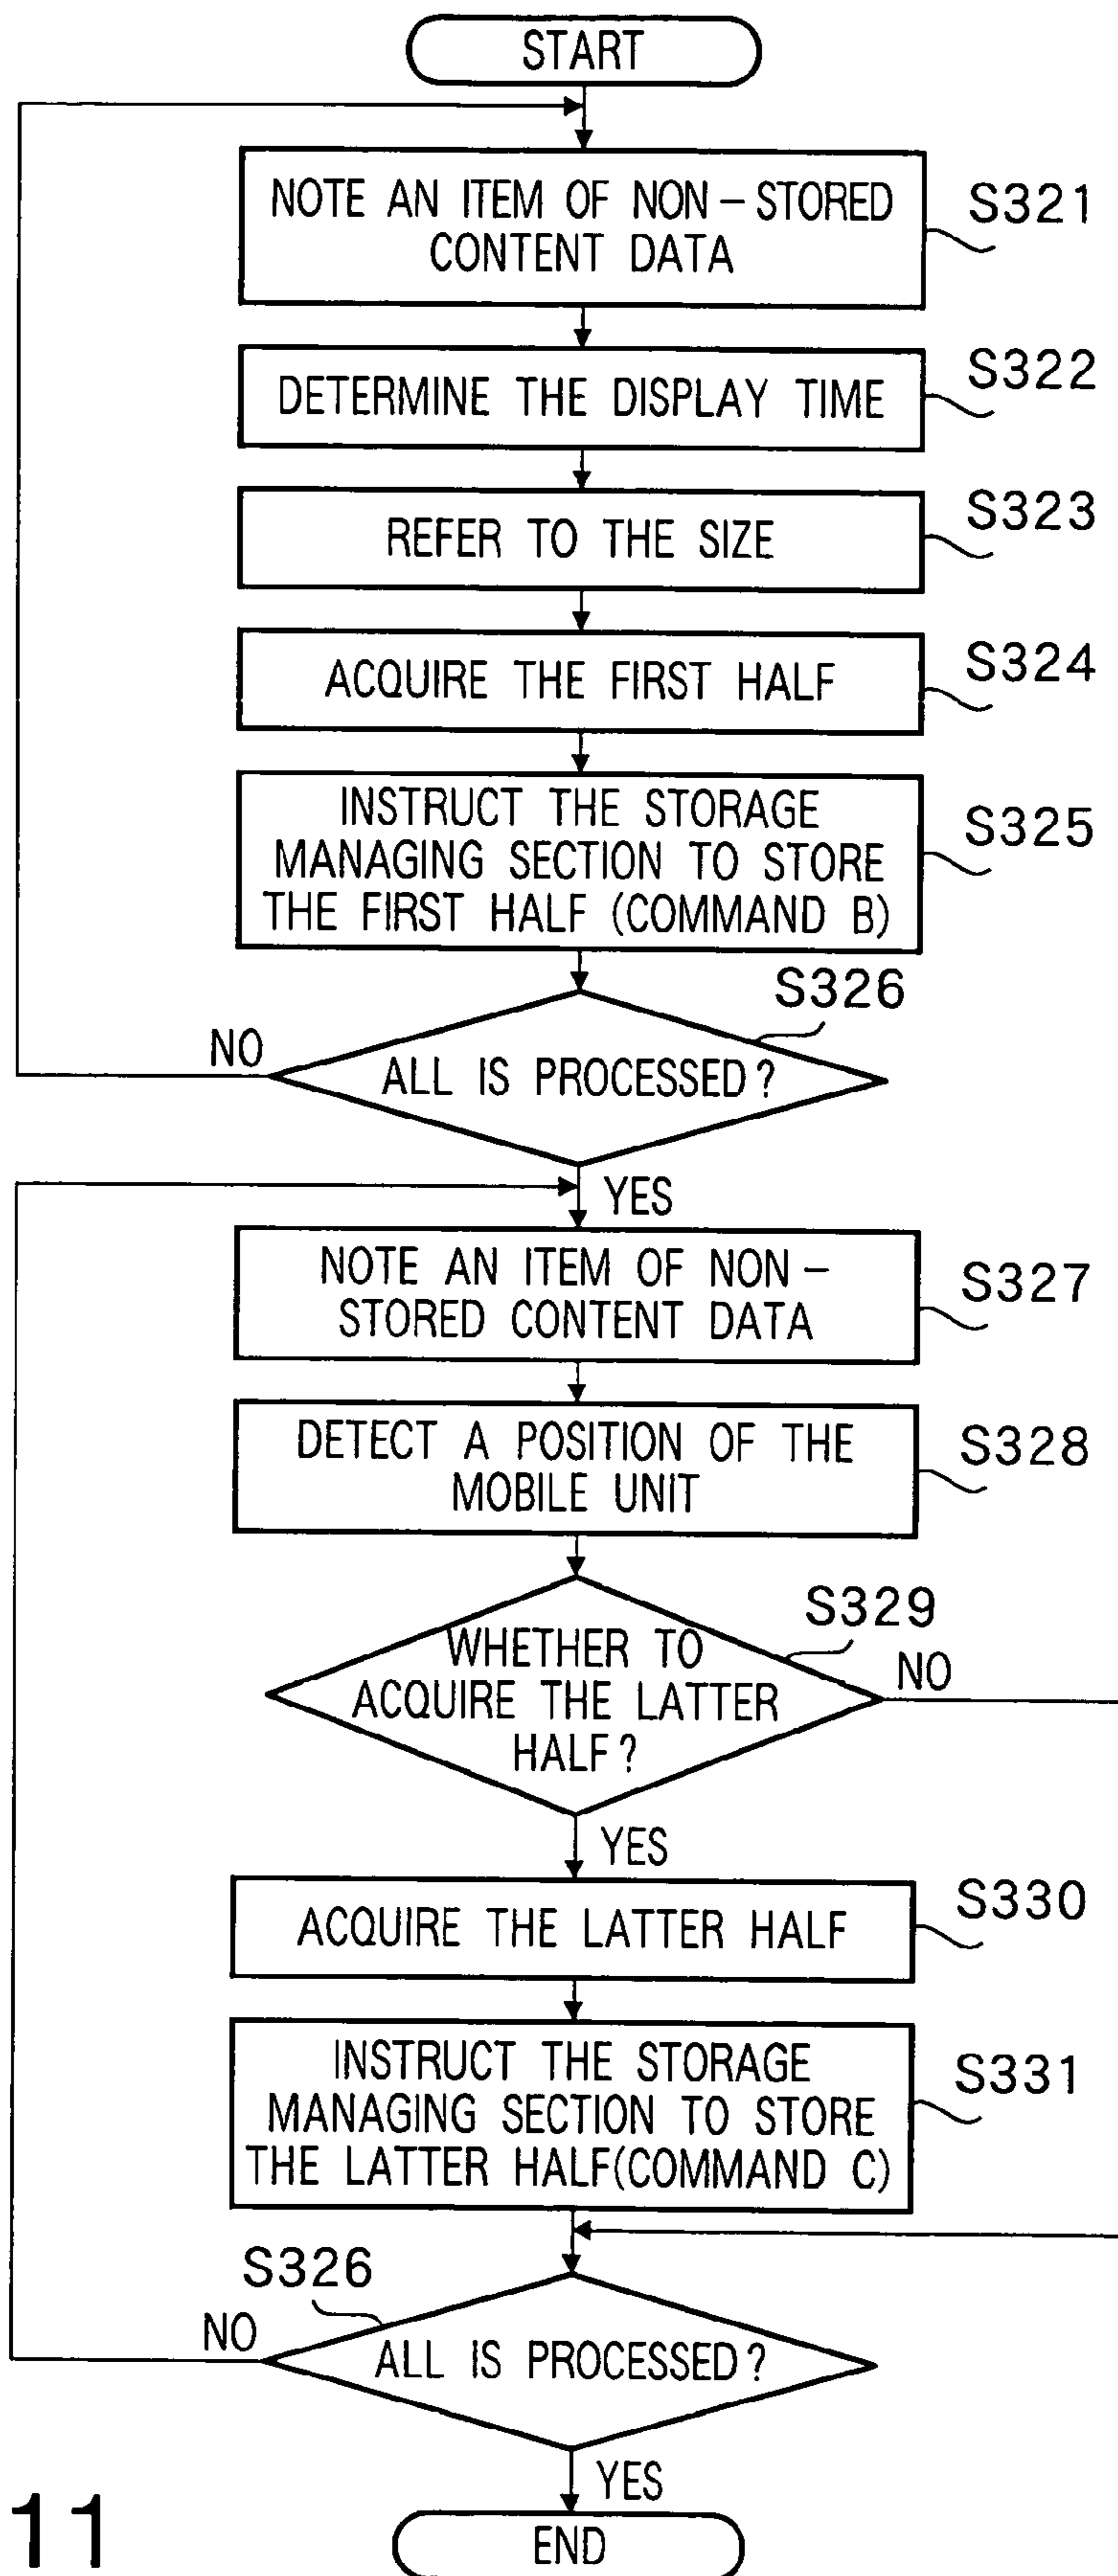 START
NOTE AN ITEM OF NON-STORED
CONTENT DATA
S321
DETERMINE THE DISPLAY TIME
S322
REFER TO THE SIZE
S323
ACQUIRE THE FIRST HALF
S324
INSTRUCT THE STORAGE
MANAGING SECTION TO STORE
THE FIRST HALF (COMMAND B)
S325
S326
NO
ALL IS PROCESSED?
YES
NOTE AN ITEM OF NON-
STORED CONTENT DATA
S327
DETECT A POSITION OF THE
MOBILE UNIT
S328
S329
WHETHER TO
ACQUIRE THE LATTER
HALF?
NO
YES
ACQUIRE THE LATTER HALF
S330
INSTRUCT THE STORAGE
MANAGING SECTION TO STORE
THE LATTER HALF(COMMAND C)
S331
S326
NO
ALL IS PROCESSED?
YES
END
11